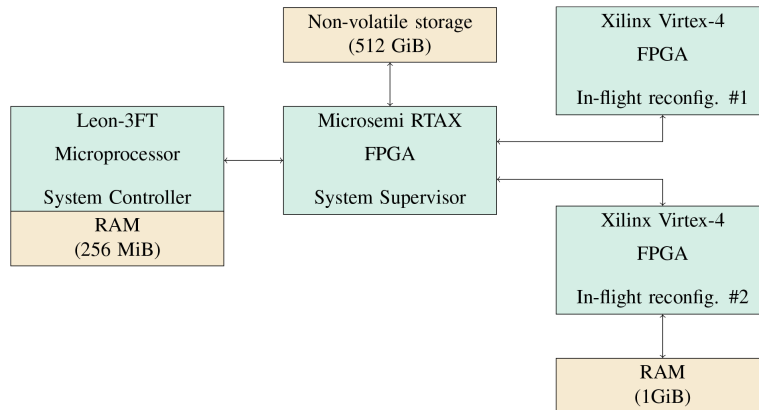 Non-volatile storage
(512 GiB)
Xilinx Virtex-4
FPGA
In-flight reconfig. #1
Leon-3FT
Microprocessor
System Controller
RAM
(256 MiB)
Microsemi RTAX
FPGA
System Supervisor
Xilinx Virtex-4
FPGA
In-flight reconfig. #2
RAM
(1GiB)